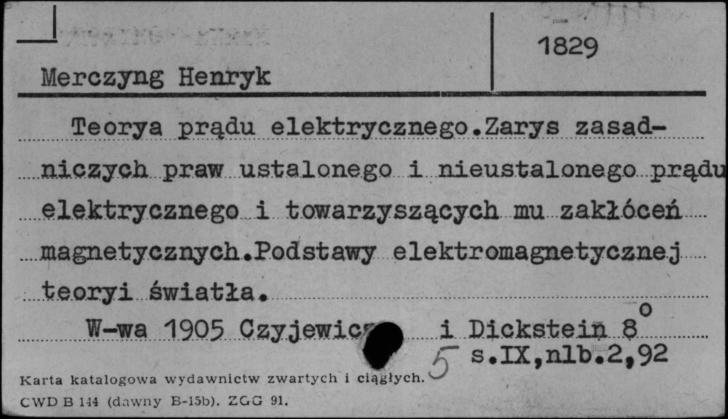 1829
Merczyng Henryk
Teorya prądu elektrycznego.Zarys zasad-
niczych praw ustalonego i nieustalonego prądu
elektrycznego i towarzyszących mu zakłóceń
magnetycznych.Podstawy elektromagnetycznej
teoryi światła.
W-wa 1905 Czyjewicz i Dickstein 8°
5 s.IX,nlb.2,92
Karta katalogowa wydawnictw zwartych i ciągłych.
CWD B 144 (dawny B-15b). ZGG 91.